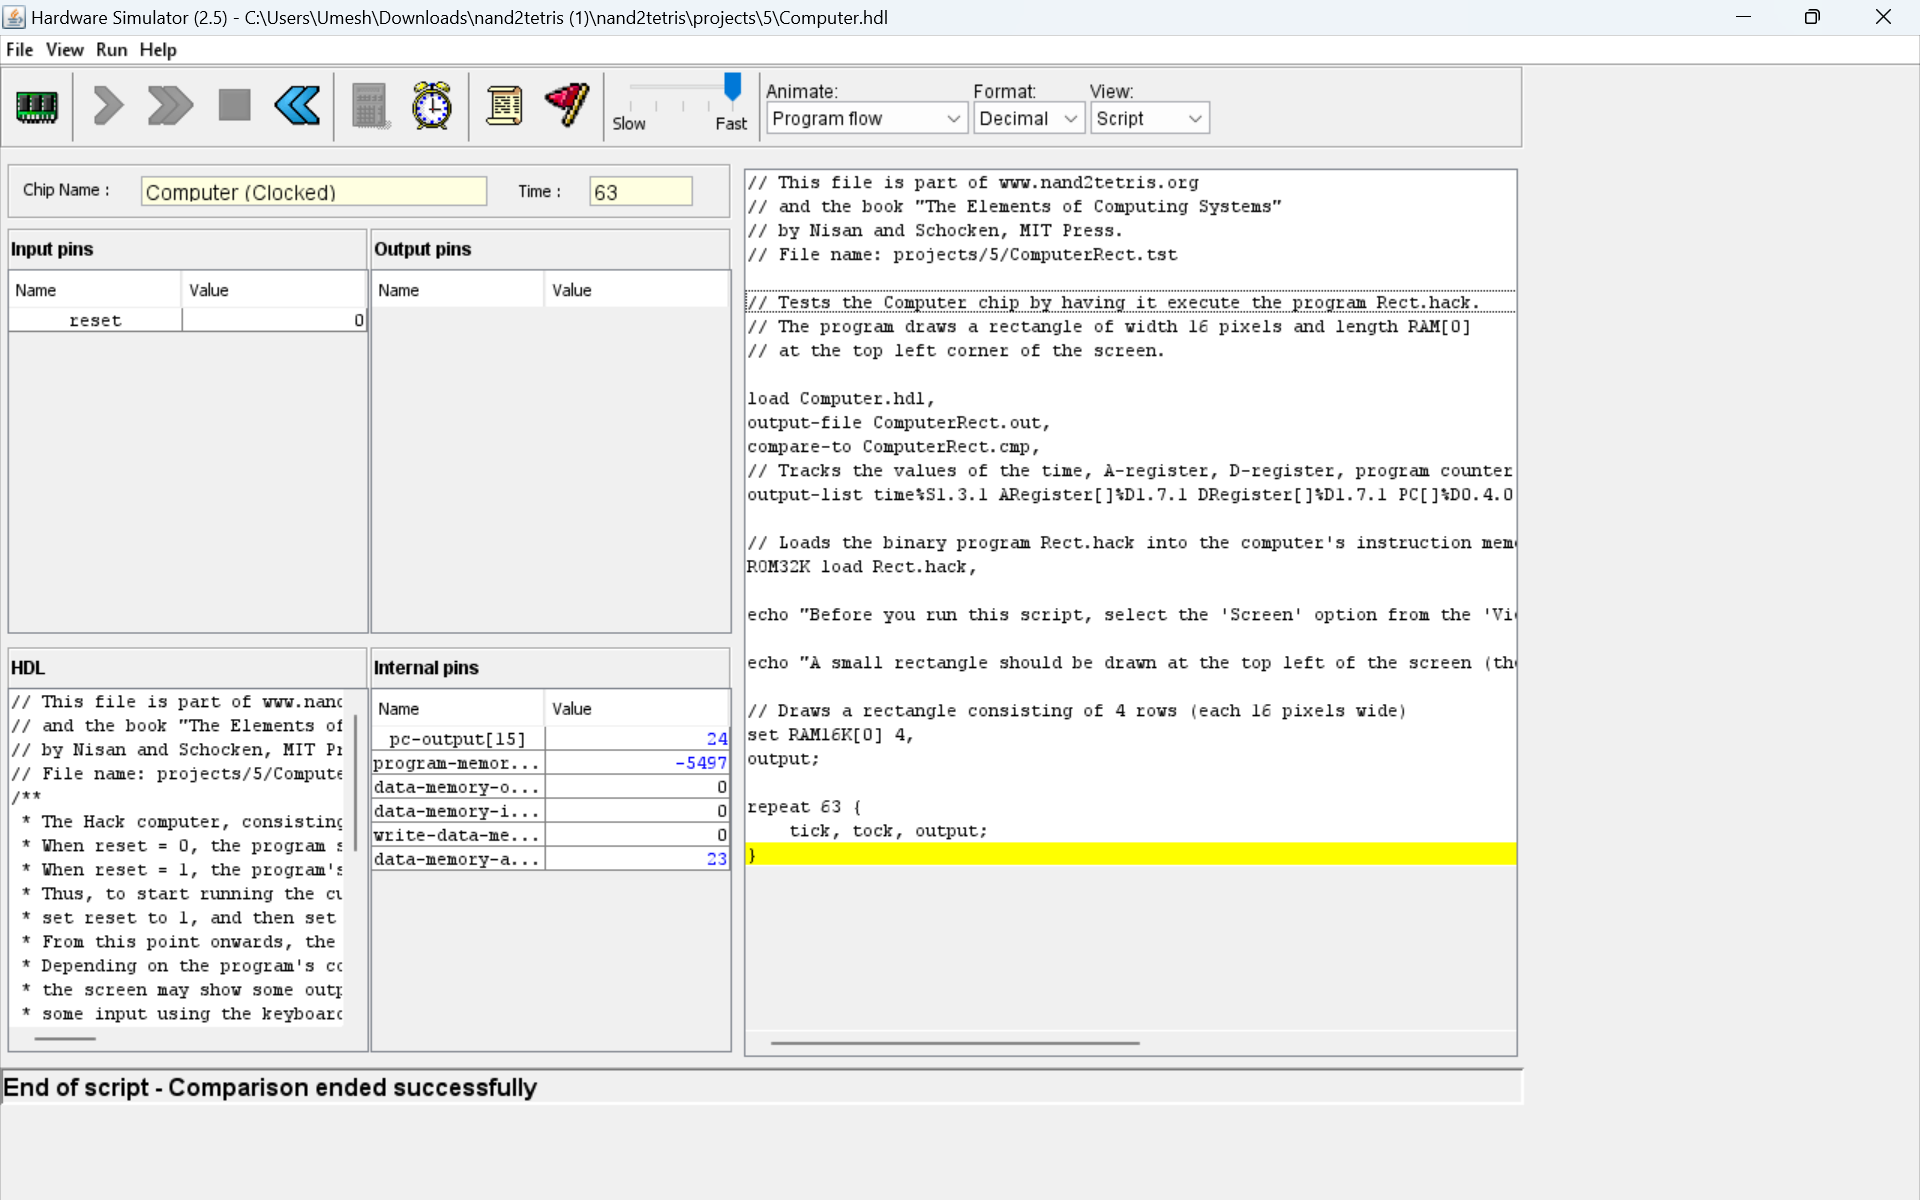 Hardware Simulator (2.5) - C:\Users\Umesh\Downloads\nand2tetris (1)\nand2tetris\projects\5\Computer.hdl
File View Run Help
Slow Fast
Animate: Format: View:
Program flow Decimal Script
Chip Name : Computer (Clocked) Time : 63
Input pins
Name Value
reset 0
Output pins
Name Value
HDL
// This file is part of www.nand
// and the book "The Elements of
// by Nisan and Schocken, MIT Pr
// File name: projects/5/Compute
/**
* The Hack computer, consisting
* When reset = 0, the program s
* When reset = 1, the program's
* Thus, to start running the cu
* set reset to 1, and then set
* From this point onwards, the
* Depending on the program's co
* the screen may show some outp
* some input using the keyboard
Internal pins
Name Value
pc-output[15] 24
program-memor... -5497
data-memory-o... 0
data-memory-i... 0
write-data-me... 0
data-memory-a... 23
// This file is part of www.nand2tetris.org
// and the book "The Elements of Computing Systems"
// by Nisan and Schocken, MIT Press.
// File name: projects/5/ComputerRect.tst
// Tests the Computer chip by having it execute the program Rect.hack.
// The program draws a rectangle of width 16 pixels and length RAM[0]
// at the top left corner of the screen.
load Computer.hdl,
output-file ComputerRect.out,
compare-to ComputerRect.cmp,
// Tracks the values of the time, A-register, D-register, program counter
output-list time%S1.3.1 ARegister[]%D1.7.1 DRegister[]%D1.7.1 PC[]%D0.4.0
// Loads the binary program Rect.hack into the computer's instruction mem
ROM32K load Rect.hack,
echo "Before you run this script, select the 'Screen' option from the 'Vi
echo "A small rectangle should be drawn at the top left of the screen (th
// Draws a rectangle consisting of 4 rows (each 16 pixels wide)
set RAM16K[0] 4,
output;
repeat 63 {
tick, tock, output;
}
End of script - Comparison ended successfully